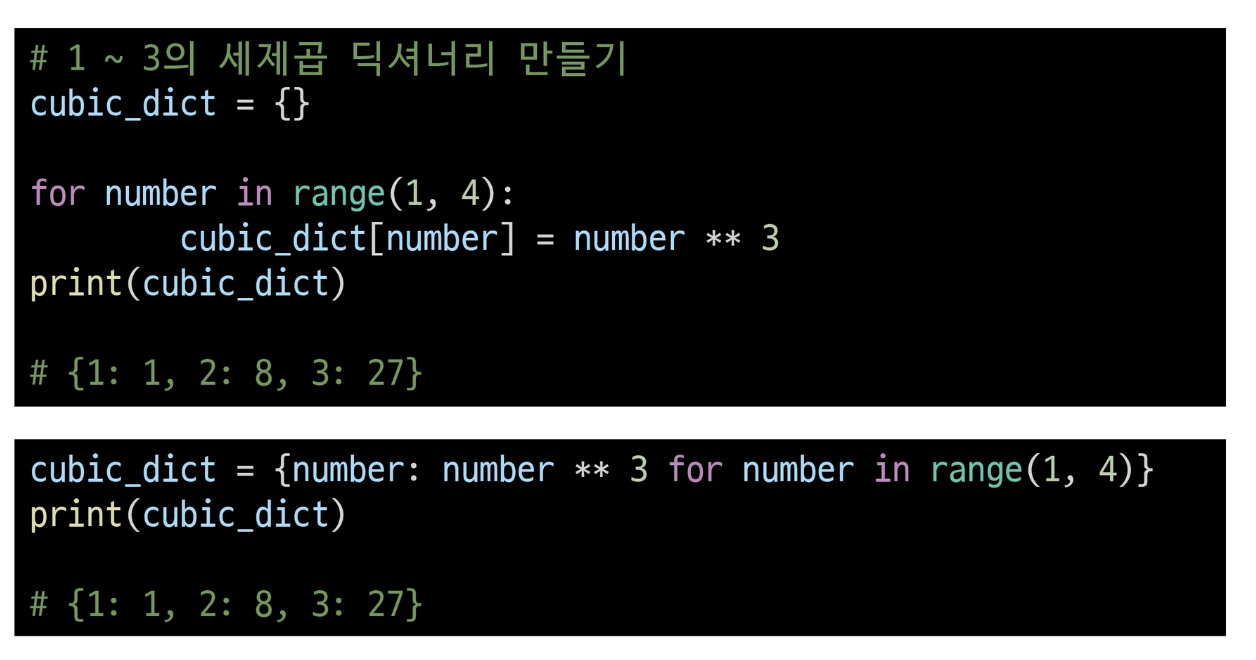 # 1 ~ 3의 세제곱 딕셔너리 만들기
cubic_dict = {}
for number in range(1, 4):
        cubic_dict[number] = number ** 3
print(cubic_dict)
# {1: 1, 2: 8, 3: 27}
cubic_dict = {number: number ** 3 for number in range(1, 4)}
print(cubic_dict)
# {1: 1, 2: 8, 3: 27}